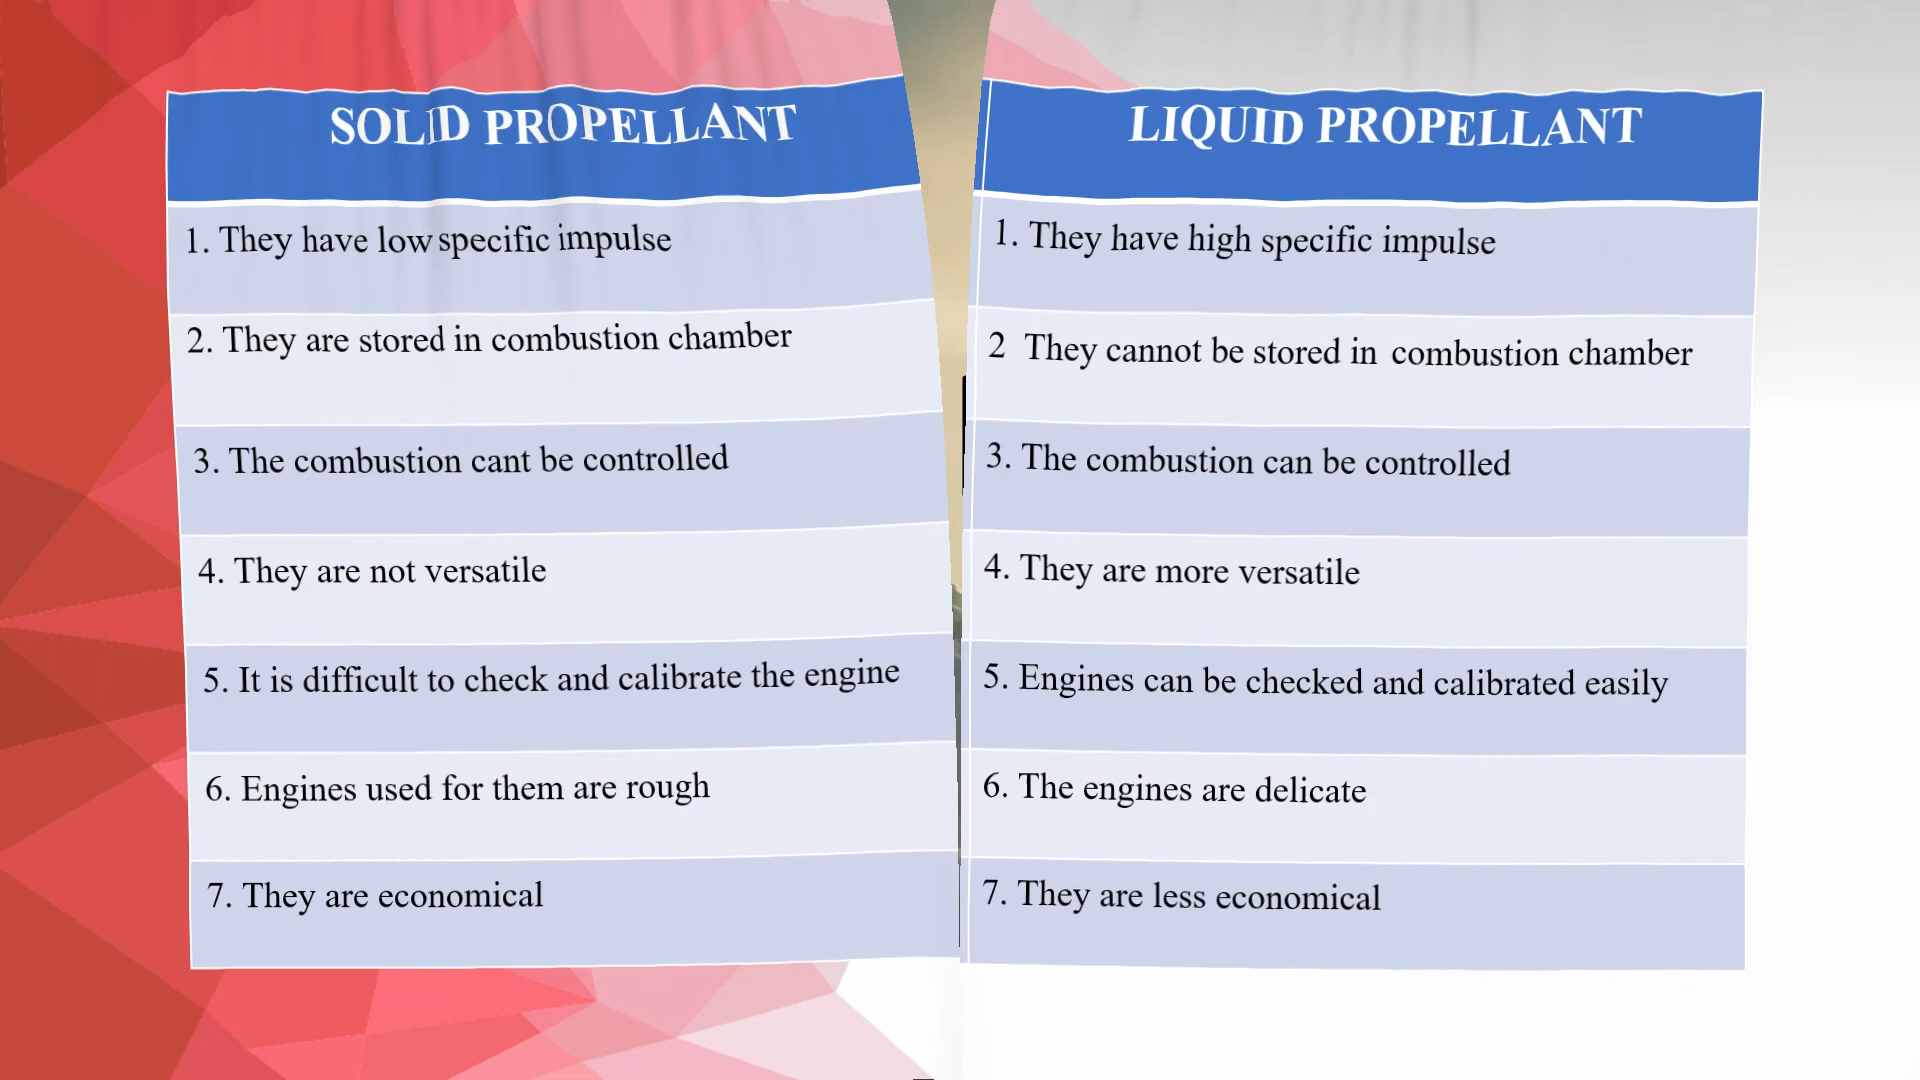 SOLID PROPELLANT
1. They have low specific impulse
2. They are stored in combustion chamber
3. The combustion cant be controlled
4. They are not versatile
5. It is difficult to check and calibrate the engine
6. Engines used for them are rough
7. They are economical
LIQUID PROPELLANT
1. They have high specific impulse
2 They cannot be stored in combustion chamber
3. The combustion can be controlled
4. They are more versatile
5. Engines can be checked and calibrated easily
6. The engines are delicate
7. They are less economical